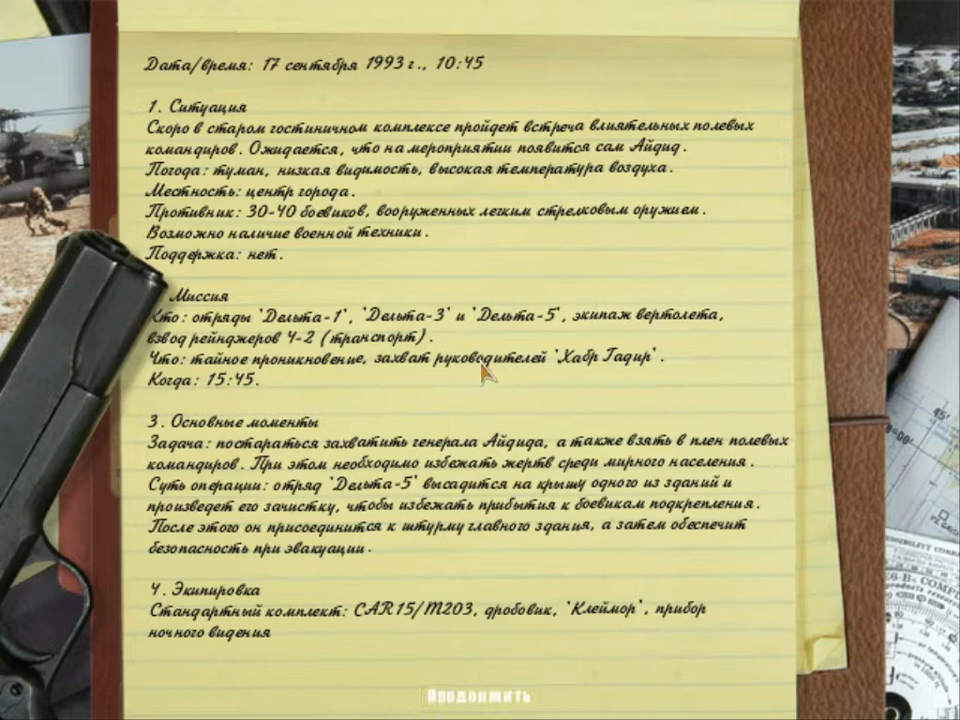 Дата/время: 17 сентября 1993 г., 10:45
1. Ситуация
Скоро в старом гостиничном комплексе пройдет встреча влиятельных полевых
командиров. Ожидается, что на мероприятии появится сам Айдид.
Погода: туман, низкая видимость, высокая температура воздуха.
Местность: центр города.
Противник: 30-40 боевиков, вооруженных легким стрелковым оружием.
Возможно наличие военной техники.
Поддержка: нет.
Миссия
Кто: отряды 'Дельта-1', 'Дельта-3' и 'Дельта-5', экипаж вертолета,
взвод рейнджеров 4-2 (транспорт).
Что: тайное проникновение, захват руководителей 'Хабр Гадир'.
Когда: 15:45.
3. Основные моменты
Задача: постараться захватить генерала Айдида, а также взять в плен полевых
командиров. При этом необходимо избежать жертв среди мирного населения.
Суть операции: отряд 'Дельта-5' высадится на крышу одного из зданий и
произведет его зачистку, чтобы избежать прибытия к боевикам подкрепления.
После этого он присоединится к штурму главного здания, а затем обеспечит
безопасность при эвакуации.
4. Экипировка
Стандартный комплект: CAR15/M203, дробовик, 'Клеймор', прибор
ночного видения
Продолжить
45'